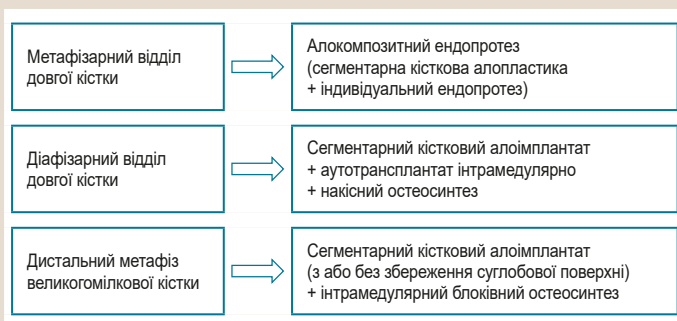 Метафізарний відділ
довгої кістки
Алокомпозитний ендопротез
(сегментарна кісткова алопластика
+ індивідуальний ендопротез)
Діафізарний відділ
довгої кістки
Сегментарний кістковий алоімплантат
+ аутотрансплантат інтрамедулярно
+ накісний остеосинтез
Дистальний метафіз
великогомілкової кістки
Сегментарний кістковий алоімплантат
(з або без збереження суглобової поверхні)
+ інтрамедулярний блоківний остеосинтез